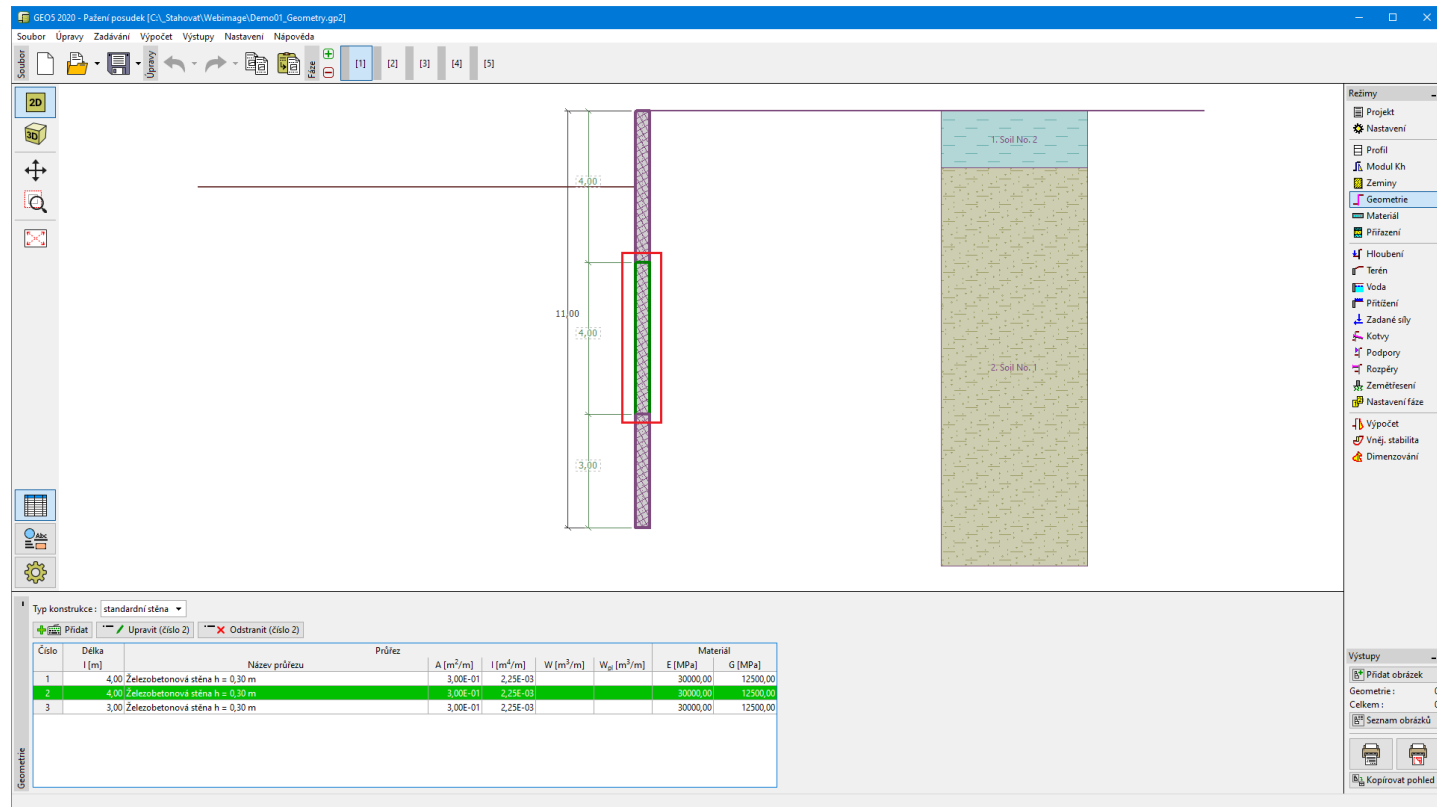 GEO5 2020 - Pažení posudek [C:\_Stahovat\Webimage\Demo01_Geometry.gp2]
Soubor Úpravy Zadávání Výpočet Výstupy Nastavení Nápověda
Soubor Úpravy Fáze [1] [2] [3] [4] [5]
2D
3D
Abc
4,00
11,00
4,00
3,00
1. Soil No. 2
2. Soil No. 1
Režimy
Projekt
Nastavení
Profil
Modul Kh
Zeminy
Geometrie
Materiál
Přiřazení
Hloubení
Terén
Voda
Přitížení
Zadané síly
Kotvy
Podpory
Rozpěry
Zemětřesení
Nastavení fáze
Výpočet
Vněj. stabilita
Dimenzování
Výstupy
Přidat obrázek
Geometrie : 0
Celkem : 0
Seznam obrázků
Kopírovat pohled
Geometrie
Typ konstrukce : standardní stěna
Přidat Upravit (číslo 2) Odstranit (číslo 2)
Číslo Délka Průřez Materiál
l [m] Název průřezu A [m²/m] I [m⁴/m] W [m³/m] Wpl [m³/m] E [MPa] G [MPa]
1 4,00 Železobetonová stěna h = 0,30 m 3,00E-01 2,25E-03 30000,00 12500,00
2 4,00 Železobetonová stěna h = 0,30 m 3,00E-01 2,25E-03 30000,00 12500,00
3 3,00 Železobetonová stěna h = 0,30 m 3,00E-01 2,25E-03 30000,00 12500,00